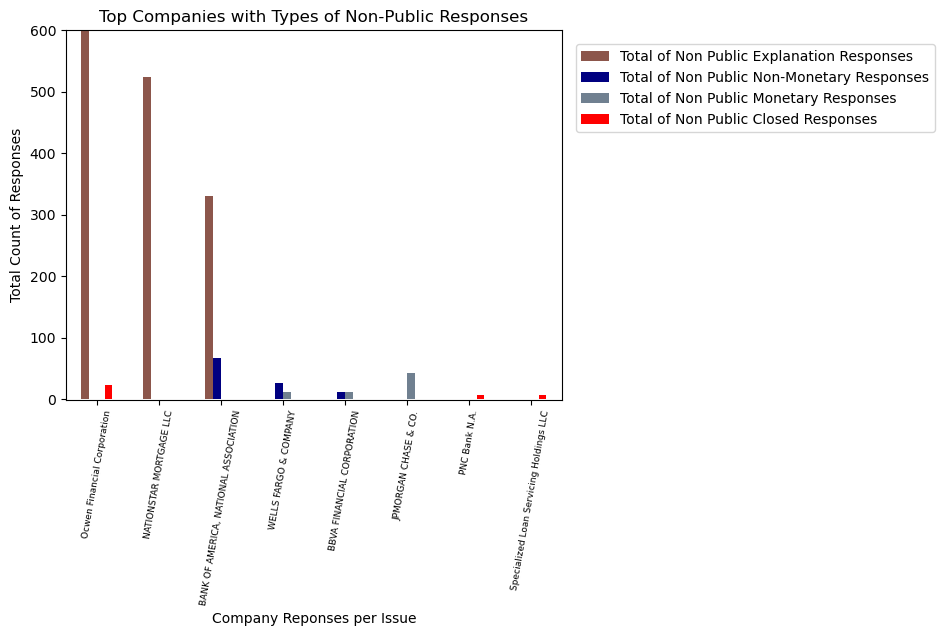 Top Companies with Types of Non-Public Responses
600
500
400
300
200
100
0
Total Count of Responses
Total of Non Public Explanation Responses
Total of Non Public Non-Monetary Responses
Total of Non Public Monetary Responses
Total of Non Public Closed Responses
Ocwen Financial Corporation
NATIONSTAR MORTGAGE LLC
BANK OF AMERICA, NATIONAL ASSOCIATION
WELLS FARGO & COMPANY
BBVA FINANCIAL CORPORATION
JPMORGAN CHASE & CO.
PNC Bank N.A.
Specialized Loan Servicing Holdings LLC
Company Reponses per Issue